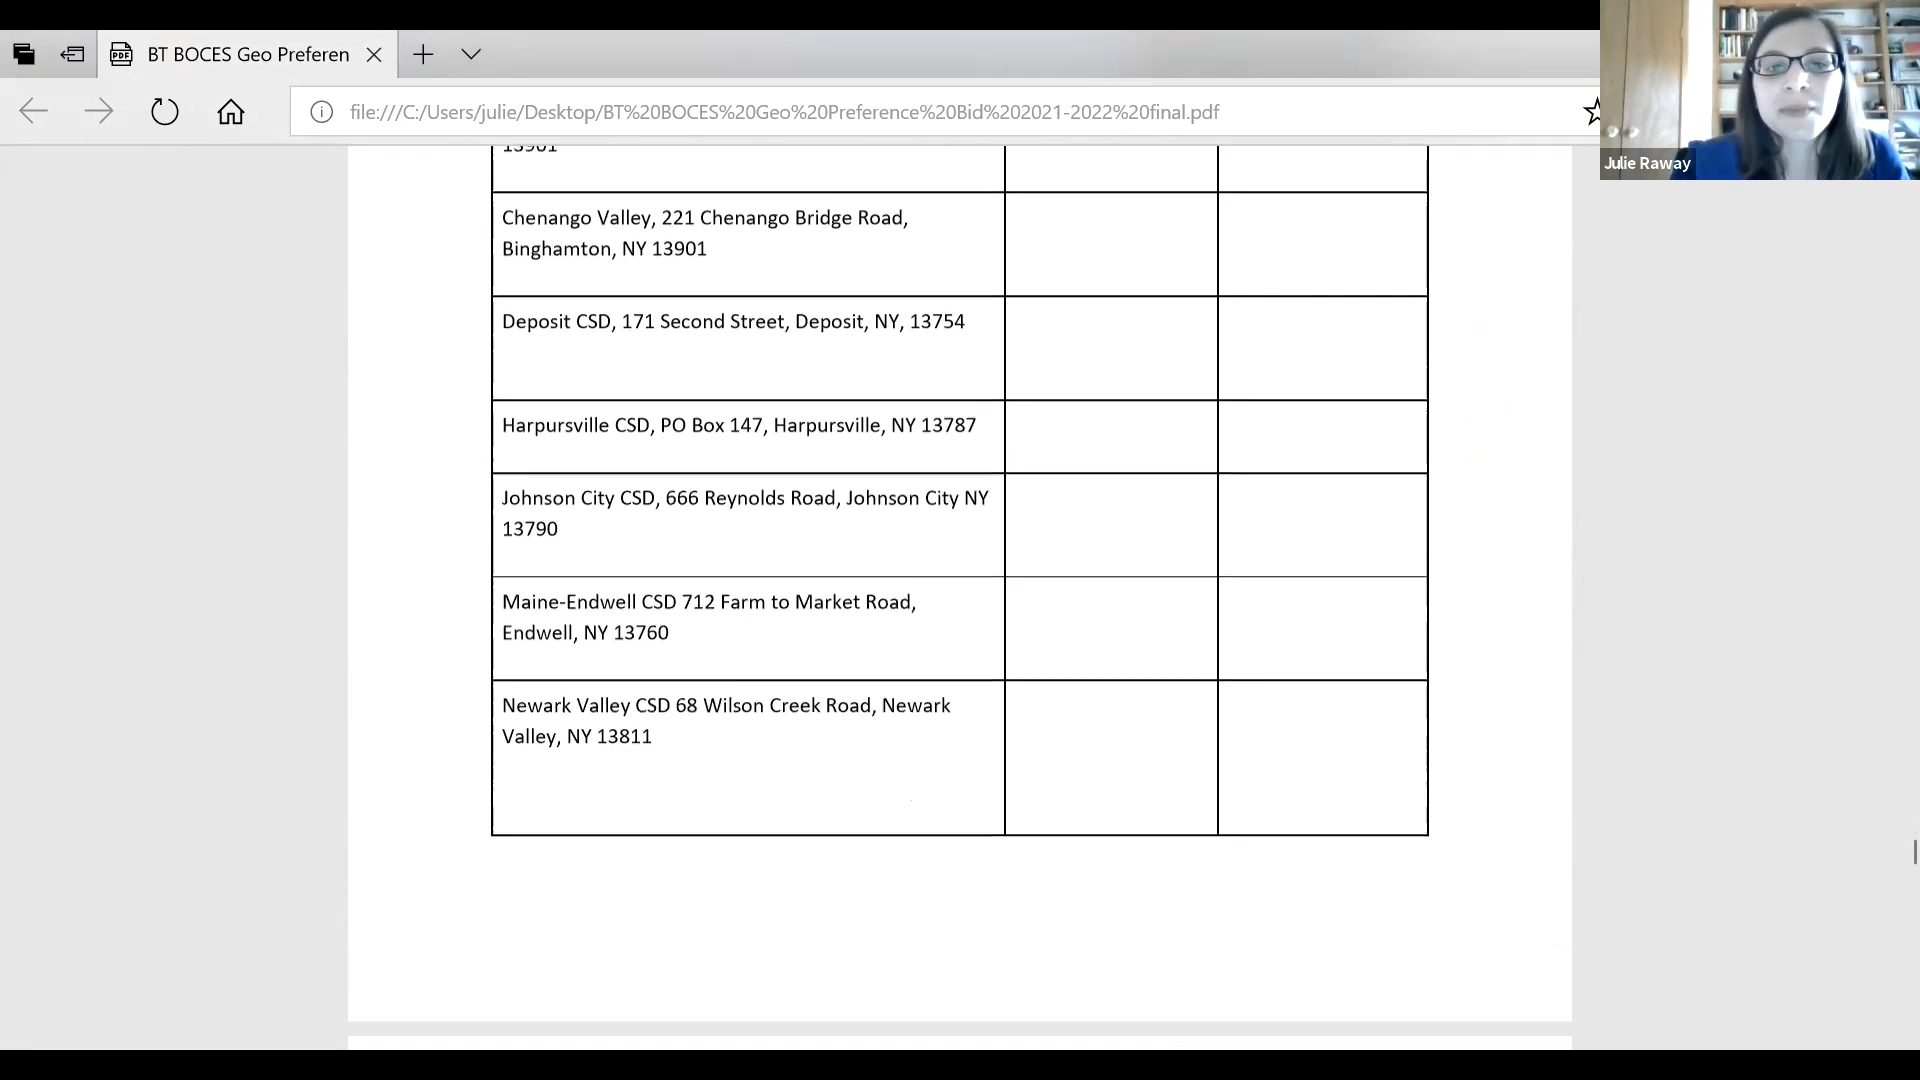 BT BOCES Geo Preferen
file:///C:/Users/julie/Desktop/BT%20BOCES%20Geo%20Preference%20Bid%202021-2022%20final.pdf
Julie Raway
13901
Chenango Valley, 221 Chenango Bridge Road,
Binghamton, NY 13901
Deposit CSD, 171 Second Street, Deposit, NY, 13754
Harpursville CSD, PO Box 147, Harpursville, NY 13787
Johnson City CSD, 666 Reynolds Road, Johnson City NY
13790
Maine-Endwell CSD 712 Farm to Market Road,
Endwell, NY 13760
Newark Valley CSD 68 Wilson Creek Road, Newark
Valley, NY 13811